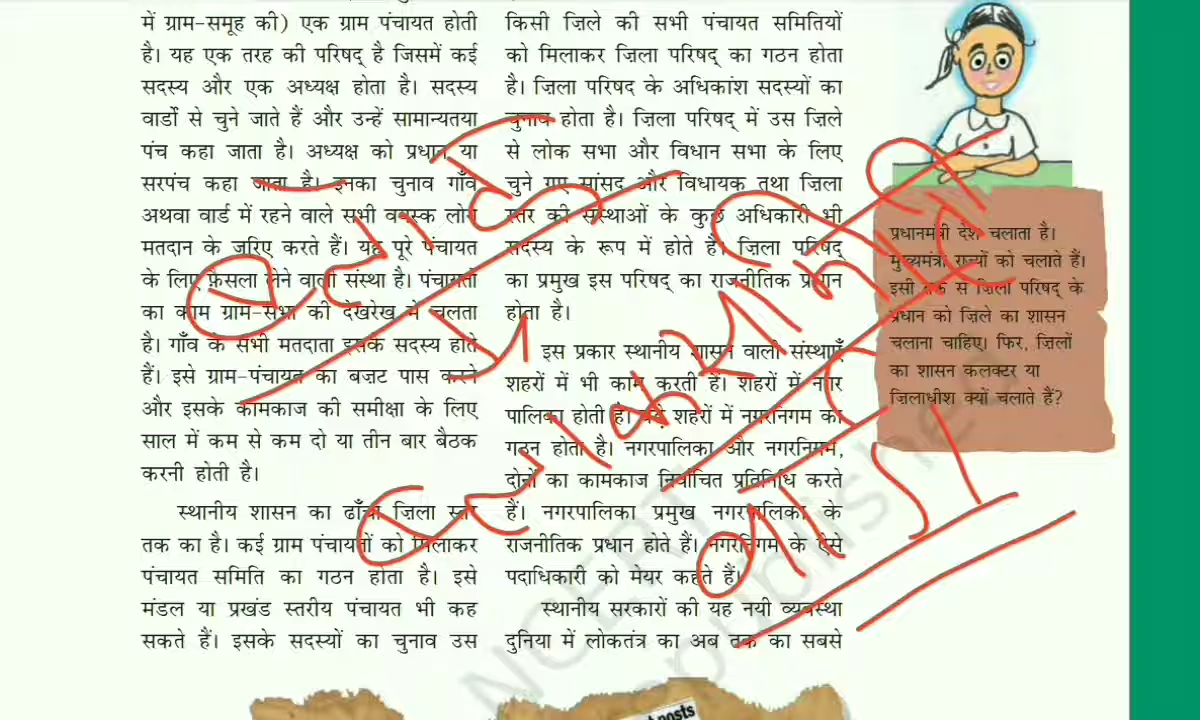 में ग्राम-समूह की) एक ग्राम पंचायत होती
है। यह एक तरह की परिषद् है जिसमें कई
सदस्य और एक अध्यक्ष होता है। सदस्य
वार्डों से चुने जाते हैं और उन्हें सामान्यतया
पंच कहा जाता है। अध्यक्ष को प्रधान या
सरपंच कहा जाता है। इनका चुनाव गाँव
अथवा वार्ड में रहने वाले सभी वयस्क लोग
मतदान के ज़रिए करते हैं। यह पूरे पंचायत
के लिए फ़ैसला लेने वाली संस्था है। पंचायतों
का काम ग्राम-सभा की देखरेख में चलता
है। गाँव के सभी मतदाता इसके सदस्य होते
हैं। इसे ग्राम-पंचायत का बजट पास करने
और इसके कामकाज की समीक्षा के लिए
साल में कम से कम दो या तीन बार बैठक
करनी होती है।
स्थानीय शासन का ढाँचा ज़िला स्तर
तक का है। कई ग्राम पंचायतों को मिलाकर
पंचायत समिति का गठन होता है। इसे
मंडल या प्रखंड स्तरीय पंचायत भी कह
सकते हैं। इसके सदस्यों का चुनाव उस
किसी ज़िले की सभी पंचायत समितियों
को मिलाकर ज़िला परिषद् का गठन होता
है। ज़िला परिषद के अधिकांश सदस्यों का
चुनाव होता है। ज़िला परिषद् में उस ज़िले
से लोक सभा और विधान सभा के लिए
चुने गए सांसद और विधायक तथा ज़िला
स्तर की संस्थाओं के कुछ अधिकारी भी
सदस्य के रूप में होते हैं। ज़िला परिषद्
का प्रमुख इस परिषद् का राजनीतिक प्रधान
होता है।
इस प्रकार स्थानीय शासन वाली संस्थाएँ
शहरों में भी काम करती हैं। शहरों में नगर
पालिका होती है। बड़े शहरों में नगरनिगम का
गठन होता है। नगरपालिका और नगरनिगम,
दोनों का कामकाज निर्वाचित प्रतिनिधि करते
हैं। नगरपालिका प्रमुख नगरपालिका के
राजनीतिक प्रधान होते हैं। नगरनिगम के ऐसे
पदाधिकारी को मेयर कहते हैं।
स्थानीय सरकारों की यह नयी व्यवस्था
दुनिया में लोकतंत्र का अब तक का सबसे
प्रधानमंत्री देश चलाता है।
मुख्यमंत्री राज्यों को चलाते हैं।
इसी तर्क से ज़िला परिषद् के
प्रधान को ज़िले का शासन
चलाना चाहिए। फिर, ज़िलों
का शासन कलक्टर या
ज़िलाधीश क्यों चलाते हैं?
NCERT
republished
posts